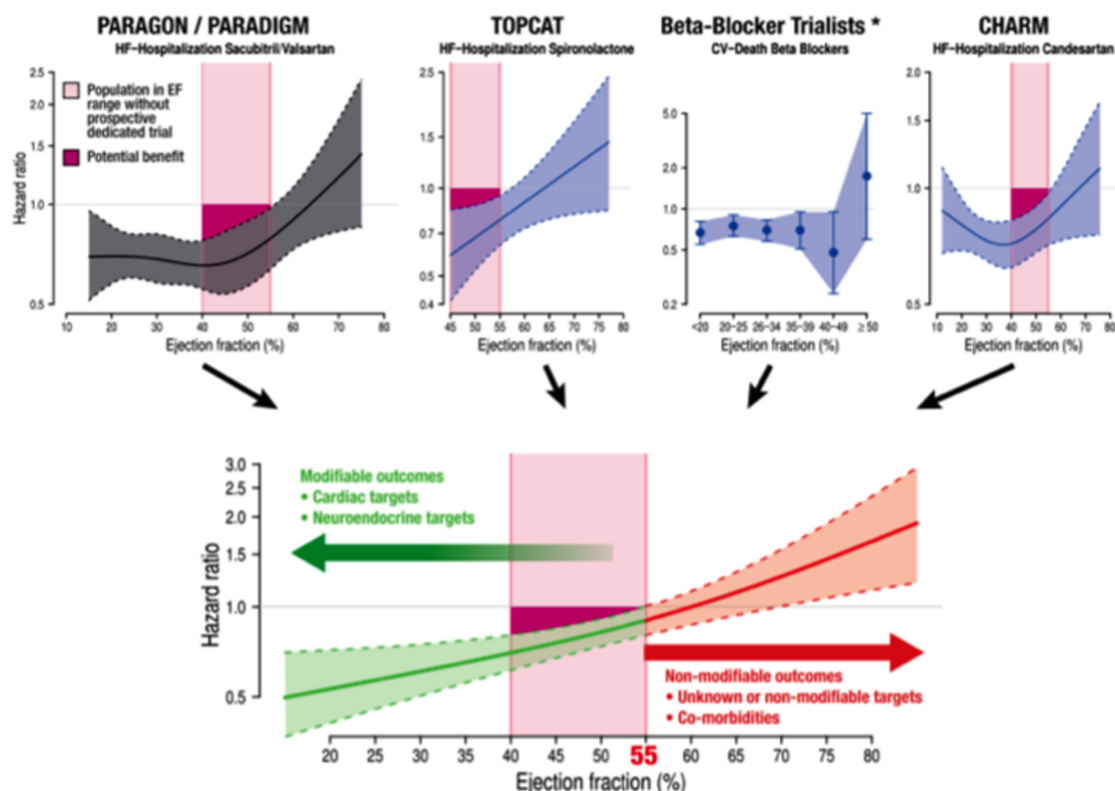 PARAGON / PARADIGM
HF-Hospitalization Sacubitril/Valsartan
TOPCAT
HF-Hospitalization Spironolactone
Beta-Blocker Trialists *
CV-Death Beta Blockers
CHARM
HF-Hospitalization Candesartan
Hazard ratio
2.5
2.0
1.5
1.0
0.5
Population in EF
range without
prospective
dedicated trial
Potential benefit
10 20 30 40 50 60 70 80
Ejection fraction (%)
2.5
1.5
1.0
0.7
0.5
0.4
45 50 55 60 65 70 75 80
Ejection fraction (%)
5.0
2.0
1.0
0.5
0.2
<20 20–25 26–34 35–39 40–49 ≥ 50
Ejection fraction (%)
2.0
1.5
1.0
0.5
10 20 30 40 50 60 70 80
Ejection fraction (%)
Hazard ratio
3.0
2.5
2.0
1.5
1.0
0.5
Modifiable outcomes
• Cardiac targets
• Neuroendocrine targets
Non-modifiable outcomes
• Unknown or non-modifiable targets
• Co-morbidities
20 25 30 35 40 45 50 55 60 65 70 75 80
Ejection fraction (%)